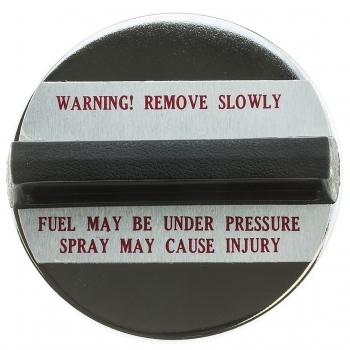 WARNING! REMOVE SLOWLY
FUEL MAY BE UNDER PRESSURE
SPRAY MAY CAUSE INJURY